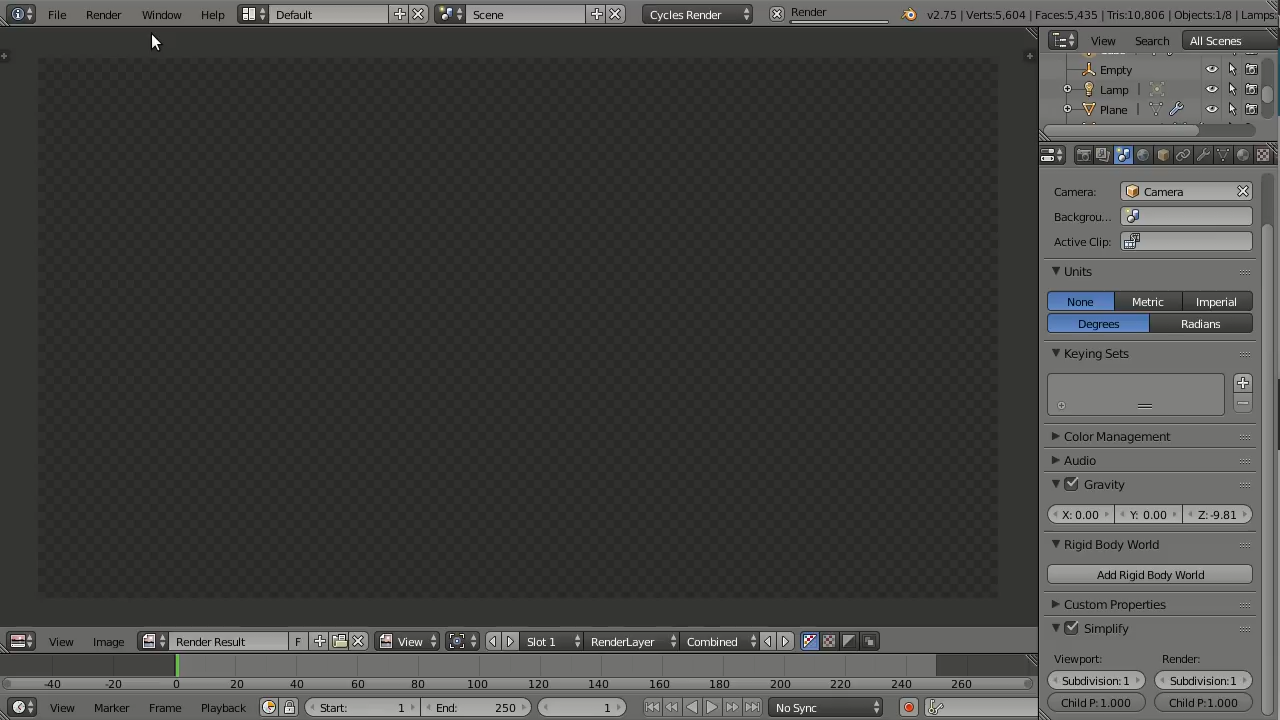 File Render Window Help Default Scene Cycles Render Render v2.75 | Verts:5,604 | Faces:5,435 | Tris:10,806 | Objects:1/8 | Lamps:
View Search All Scenes
Empty
Lamp
Plane
Camera: Camera
Backgrou...
Active Clip:
Units
None Metric Imperial
Degrees Radians
Keying Sets
Color Management
Audio
Gravity
X: 0.00 Y: 0.00 Z: -9.81
Rigid Body World
Add Rigid Body World
Custom Properties
Simplify
Viewport: Render:
Subdivision: 1 Subdivision: 1
Child P: 1.000 Child P: 1.000
View Image Render Result F View Slot 1 RenderLayer Combined
-40 -20 0 20 40 60 80 100 120 140 160 180 200 220 240 260
View Marker Frame Playback Start: 1 End: 250 1 No Sync